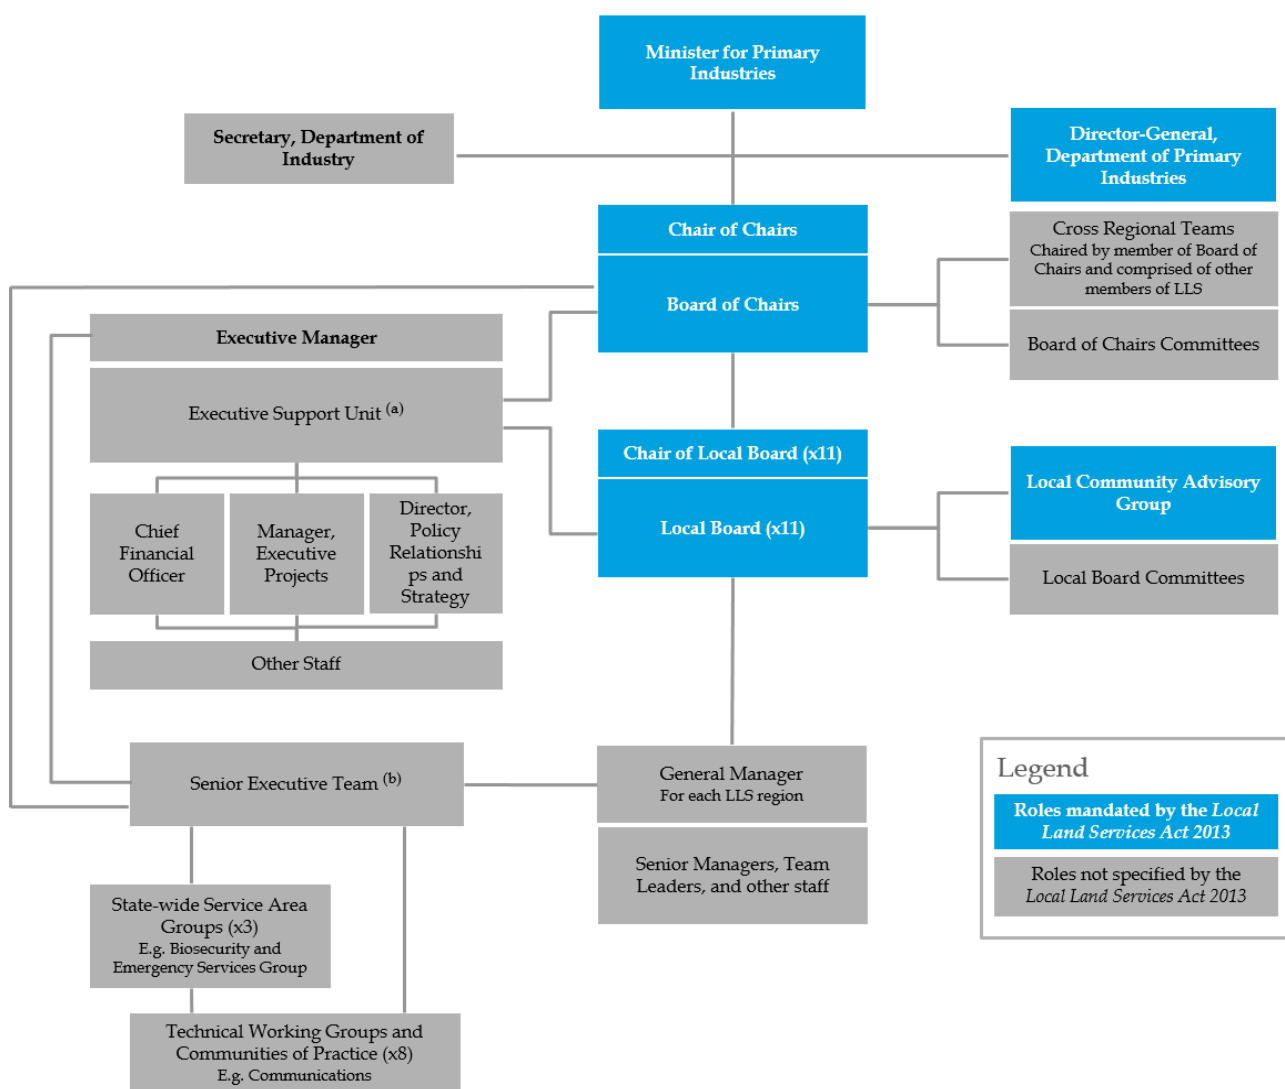 Minister for Primary
Industries
Secretary, Department of
Industry
Director-General,
Department of Primary
Industries
Chair of Chairs
Board of Chairs
Cross Regional Teams
Chaired by member of Board of
Chairs and comprised of other
members of LLS
Board of Chairs Committees
Executive Manager
Executive Support Unit (a)
Chief
Financial
Officer
Manager,
Executive
Projects
Director,
Policy
Relationshi
ps and
Strategy
Other Staff
Chair of Local Board (x11)
Local Board (x11)
Local Community Advisory
Group
Local Board Committees
Senior Executive Team (b)
General Manager
For each LLS region
Senior Managers, Team
Leaders, and other staff
State-wide Service Area
Groups (x3)
E.g. Biosecurity and
Emergency Services Group
Technical Working Groups and
Communities of Practice (x8)
E.g. Communications
Legend
Roles mandated by the Local
Land Services Act 2013
Roles not specified by the
Local Land Services Act 2013